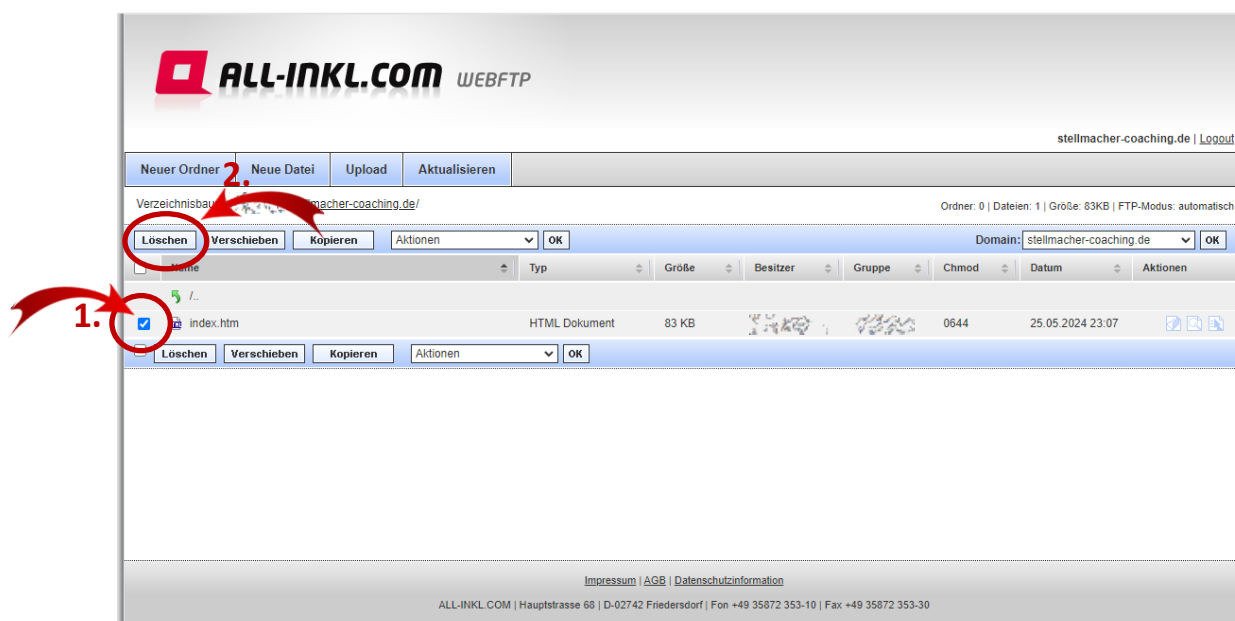 ALL-INKL.COM WEBFTP
stellmacher-coaching.de | Logout
Neuer Ordner Neue Datei Upload Aktualisieren
2.
macher-coaching.de/
Ordner: 0 | Dateien: 1 | Größe: 83KB | FTP-Modus: automatisch
Löschen Verschieben Kopieren Aktionen OK Domain: stellmacher-coaching.de OK
Name Typ Größe Besitzer Gruppe Chmod Datum Aktionen
/..
1. index.htm HTML Dokument 83 KB 0644 25.05.2024 23:07
Löschen Verschieben Kopieren Aktionen OK
Impressum | AGB | Datenschutzinformation
ALL-INKL.COM | Hauptstrasse 68 | D-02742 Friedersdorf | Fon +49 35872 353-10 | Fax +49 35872 353-30